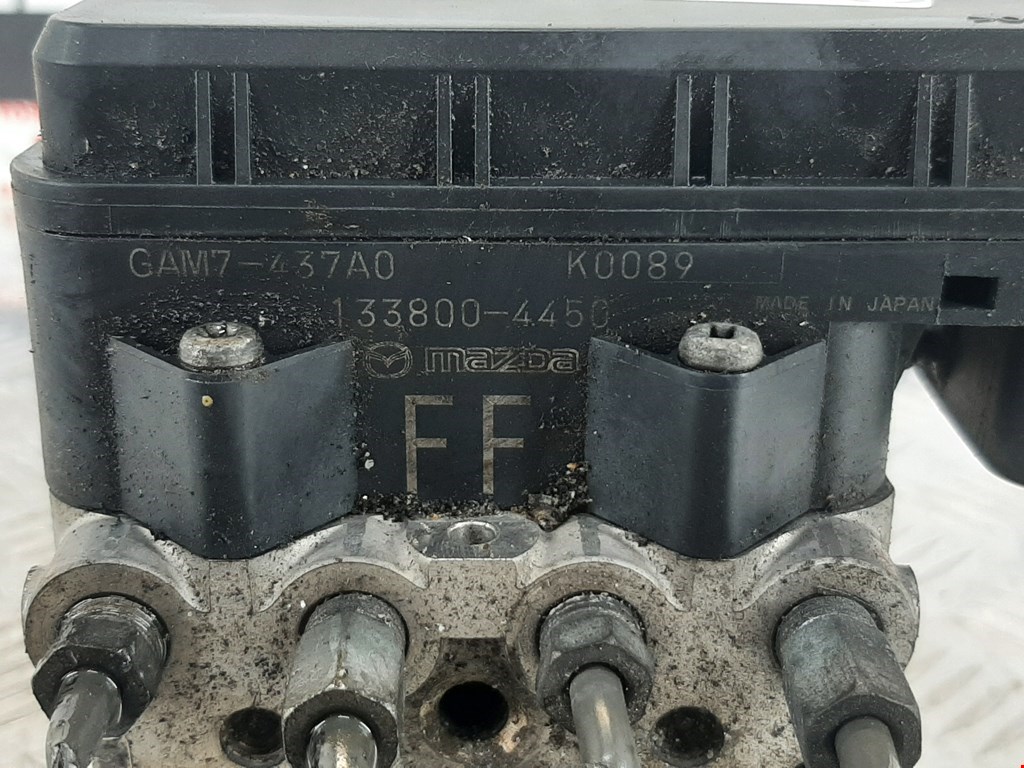 GAM7-437A0 K0089
133800-4450 MADE IN JAPAN
mazda
FF